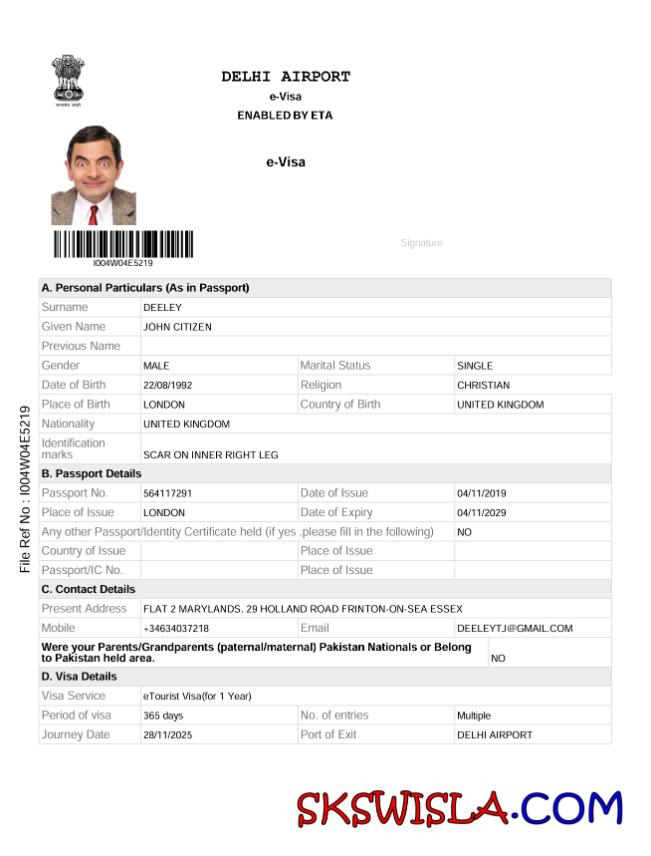 DELHI AIRPORT
e-Visa
ENABLED BY ETA
e-Visa
I004W04E5219
Signature
File Ref No : I004W04E5219
A. Personal Particulars (As in Passport)
Surname DEELEY
Given Name JOHN CITIZEN
Previous Name
Gender MALE Marital Status SINGLE
Date of Birth 22/08/1992 Religion CHRISTIAN
Place of Birth LONDON Country of Birth UNITED KINGDOM
Nationality UNITED KINGDOM
Identification
marks SCAR ON INNER RIGHT LEG
B. Passport Details
Passport No. 564117291 Date of Issue 04/11/2019
Place of Issue LONDON Date of Expiry 04/11/2029
Any other Passport/Identity Certificate held (if yes ,please fill in the following) NO
Country of Issue Place of Issue
Passport/IC No. Place of Issue
C. Contact Details
Present Address FLAT 2 MARYLANDS. 29 HOLLAND ROAD FRINTON-ON-SEA ESSEX
Mobile +34634037218 Email DEELEYTJ@GMAIL.COM
Were your Parents/Grandparents (paternal/maternal) Pakistan Nationals or Belong
to Pakistan held area. NO
D. Visa Details
Visa Service eTourist Visa(for 1 Year)
Period of visa 365 days No. of entries Multiple
Journey Date 28/11/2025 Port of Exit DELHI AIRPORT
SKSWISLA.COM